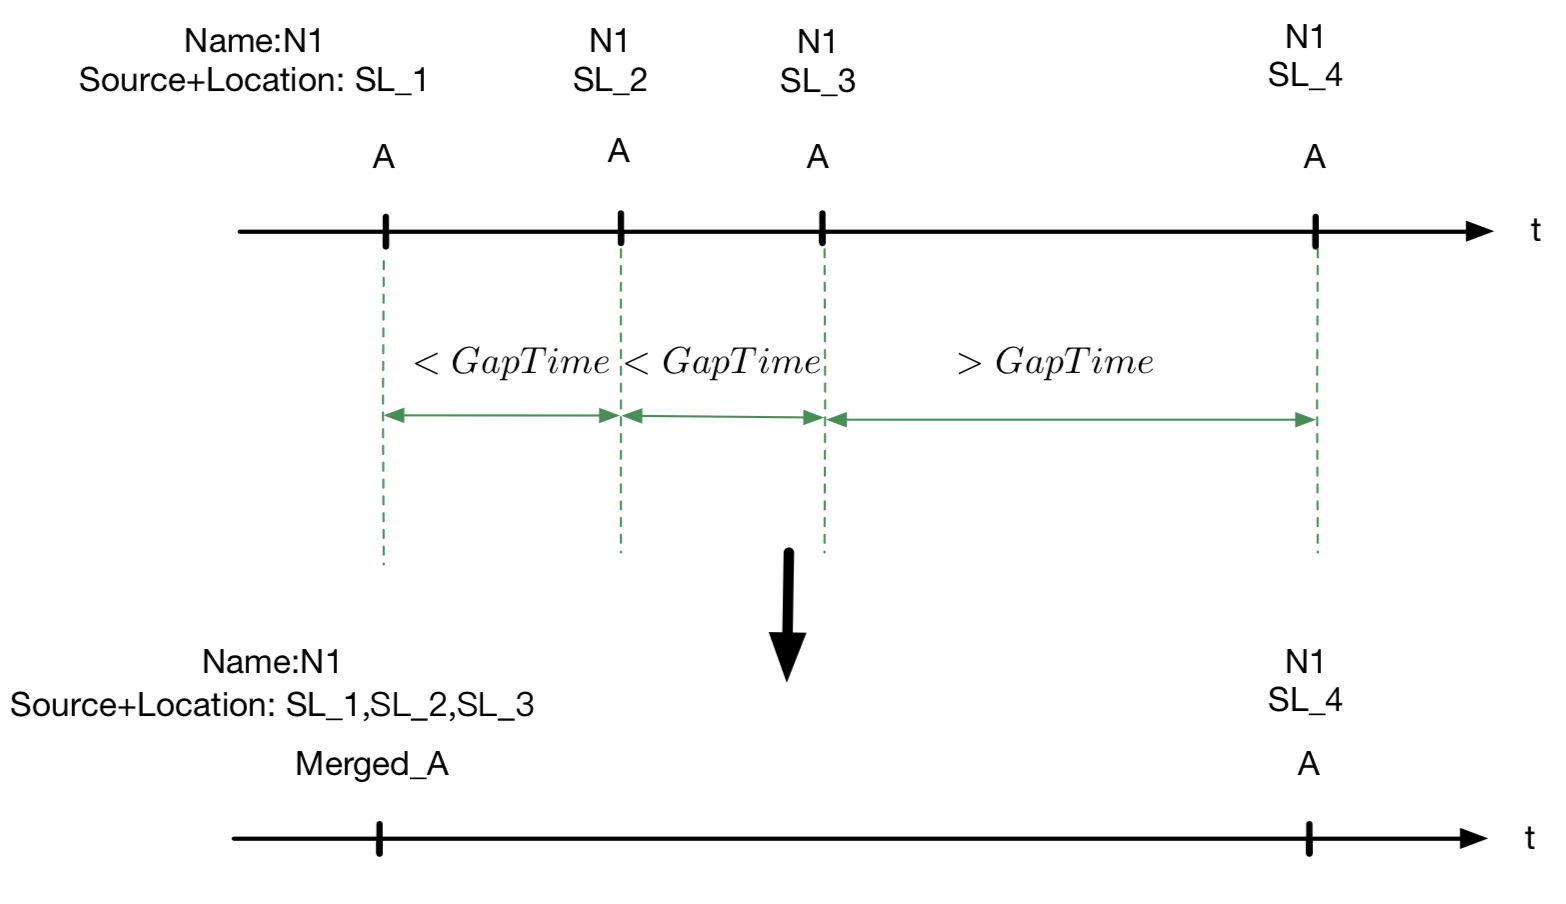 Name:N1
Source+Location: SL_1
N1
SL_2
N1
SL_3
N1
SL_4
A
A
A
A
t
< GapTime
< GapTime
> GapTime
Name:N1
Source+Location: SL_1,SL_2,SL_3
N1
SL_4
Merged_A
A
t